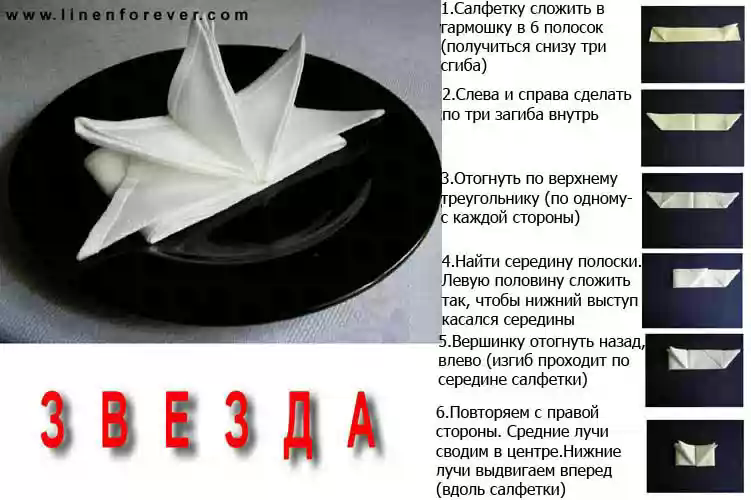 www.linenforever.com
1.Салфетку сложить в
гармошку в 6 полосок
(получиться снизу три
сгиба)
2.Слева и справа сделать
по три загиба внутрь
3.Отогнуть по верхнему
треугольнику (по одному-
с каждой стороны)
4.Найти середину полоски.
Левую половину сложить
так, чтобы нижний выступ
касался середины
5.Вершинку отогнуть назад,
влево (изгиб проходит по
середине салфетки)
6.Повторяем с правой
стороны. Средние лучи
сводим в центре.Нижние
лучи выдвигаем вперед
(вдоль салфетки)
ЗВЕЗДА